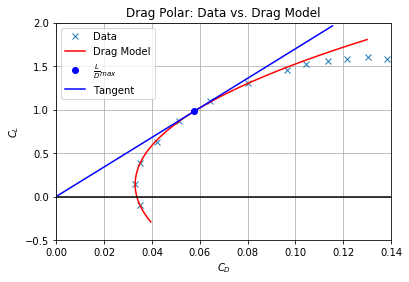 Drag Polar: Data vs. Drag Model
2.0
1.5
1.0
0.5
0.0
−0.5
C_L
Data
Drag Model
L/D max
Tangent
0.00 0.02 0.04 0.06 0.08 0.10 0.12 0.14
C_D